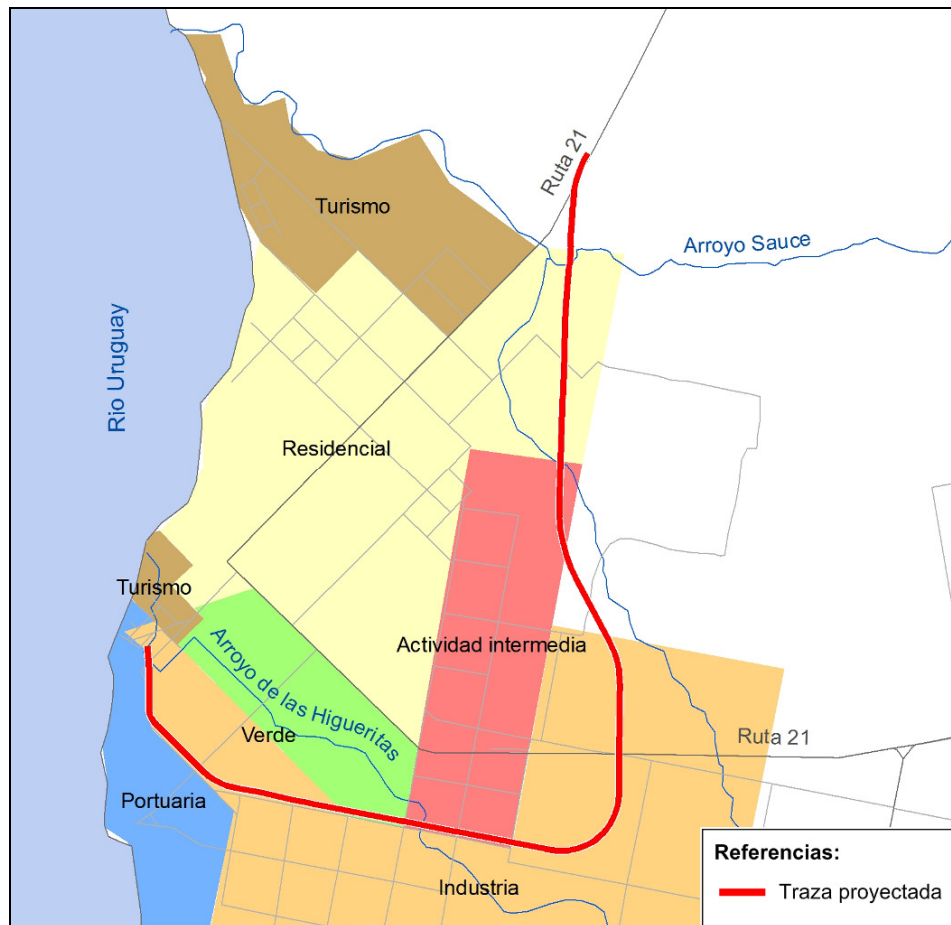 Ruta 21
Turismo
Arroyo Sauce
Rio Uruguay
Residencial
Turismo
Arroyo de las Higueritas
Actividad intermedia
Verde
Ruta 21
Portuaria
Industria
Referencias:
Traza proyectada